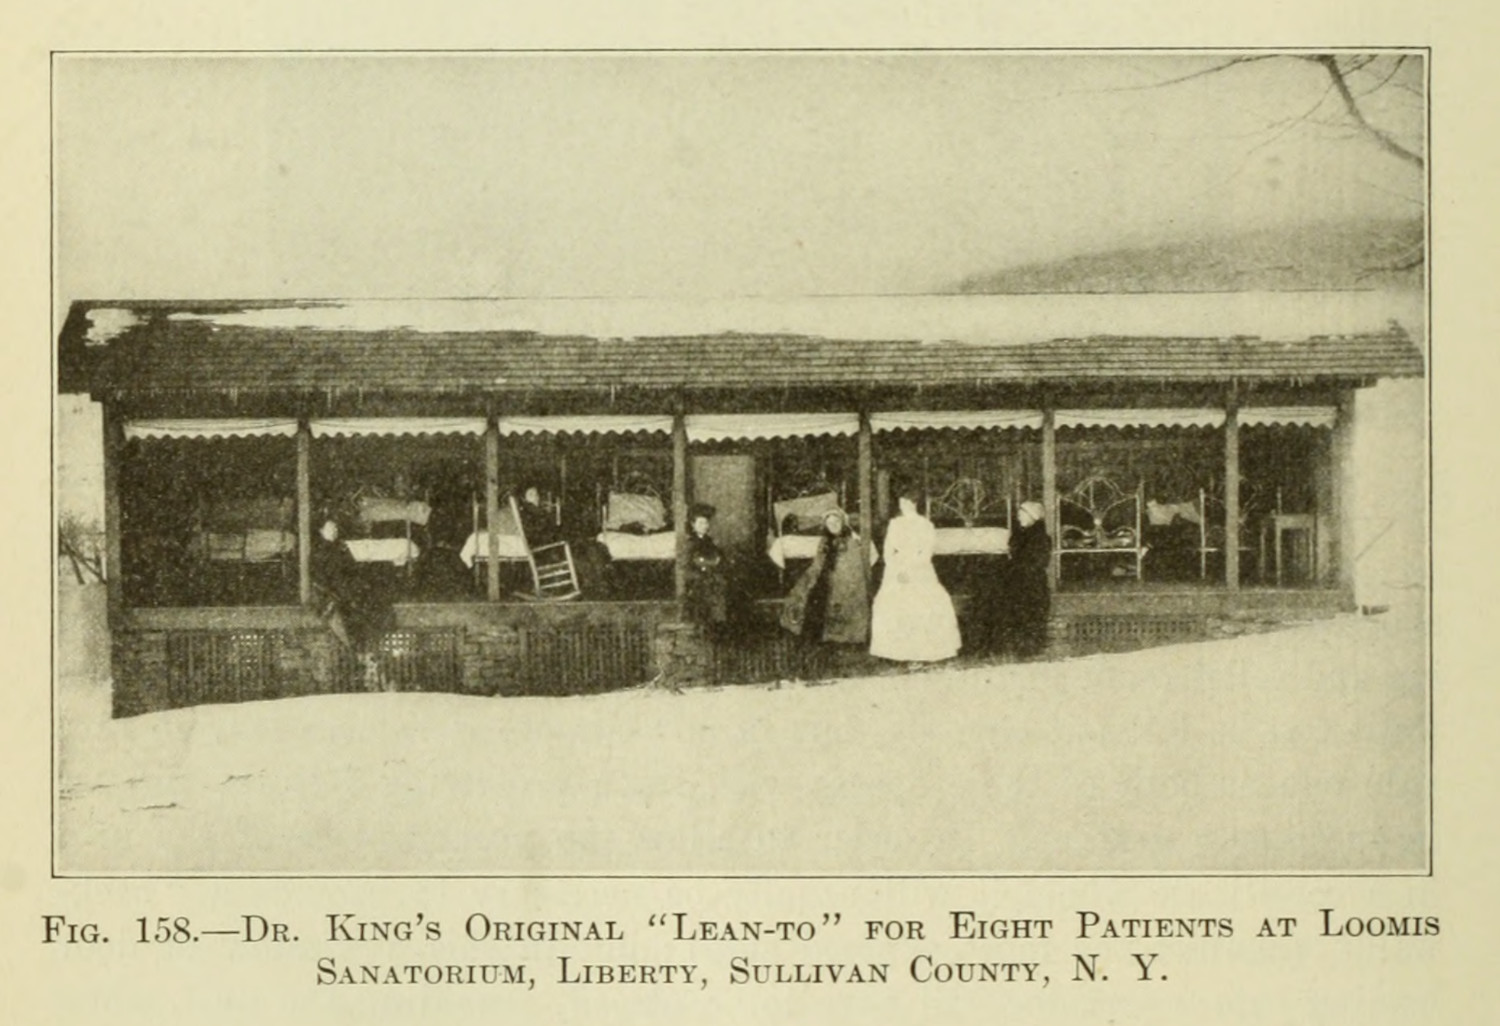 Fig. 158.—Dr. King's Original "Lean-to" for Eight Patients at Loomis
Sanatorium, Liberty, Sullivan County, N. Y.